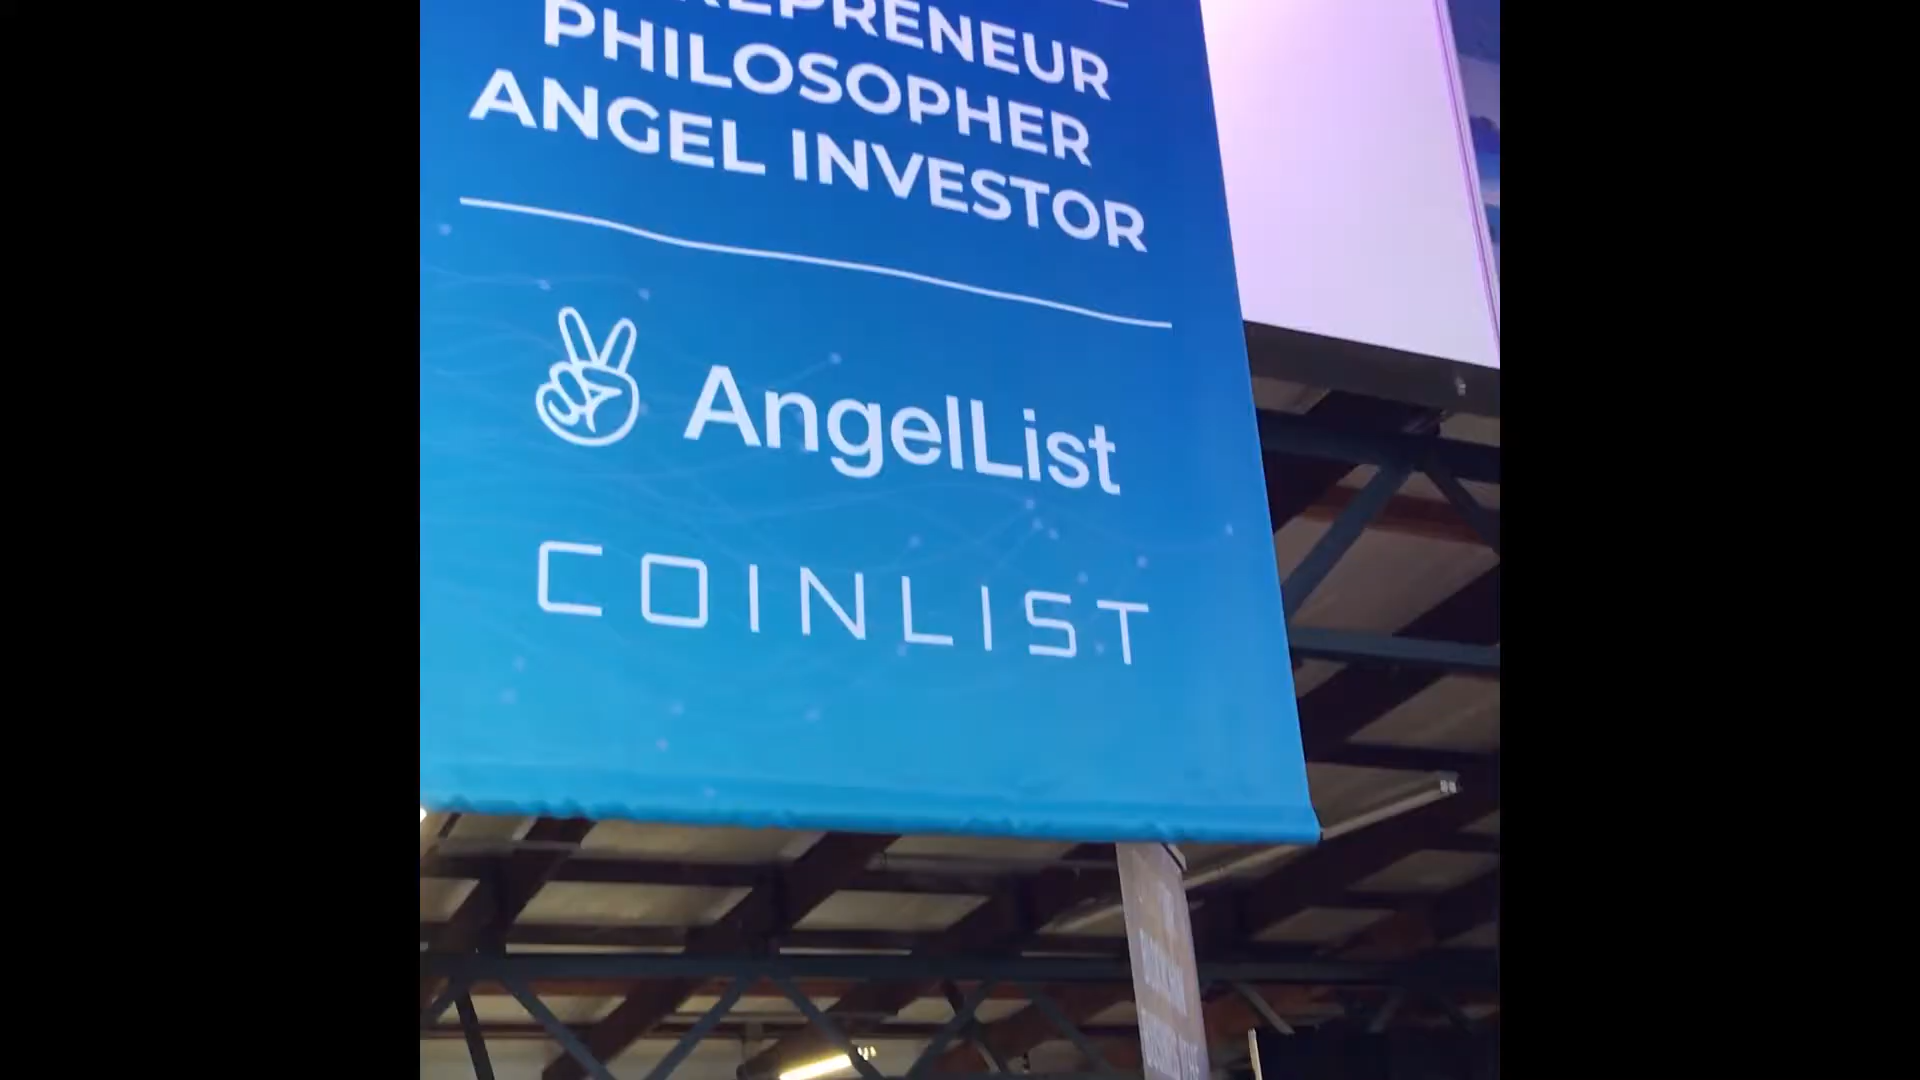 REPRENEUR
PHILOSOPHER
ANGEL INVESTOR
AngelList
COINLIST